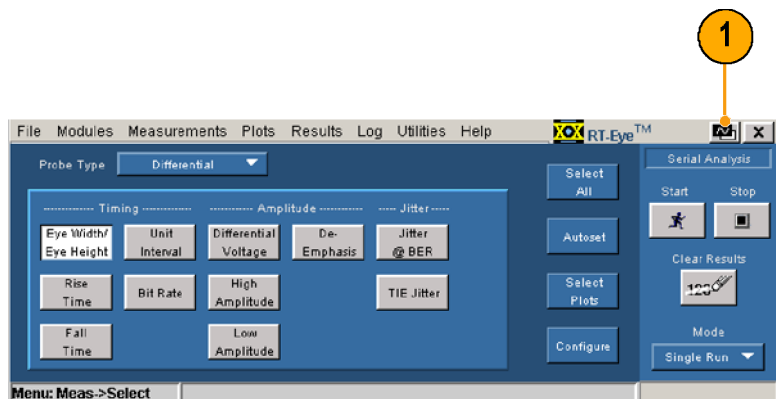 1
File Modules Measurements Plots Results Log Utilities Help RT-Eye™ X
Probe Type Differential
Timing Amplitude Jitter
Eye Width/
Eye Height
Unit
Interval
Differential
Voltage
De-
Emphasis
Jitter
@ BER
Rise
Time
Bit Rate
High
Amplitude
TIE Jitter
Fall
Time
Low
Amplitude
Select
All
Autoset
Select
Plots
Configure
Serial Analysis
Start Stop
Clear Results
123
Mode
Single Run
Menu: Meas->Select